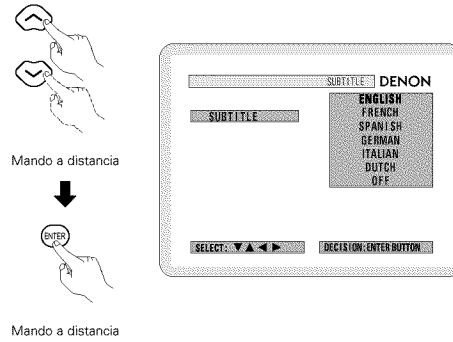 Mando a distancia
ENTER
Mando a distancia
SUBTITLE DENON
SUBTITLE
ENGLISH
FRENCH
SPANISH
GERMAN
ITALIAN
DUTCH
OFF
SELECT: ▼▲◀▶ DECISION: ENTER BUTTON